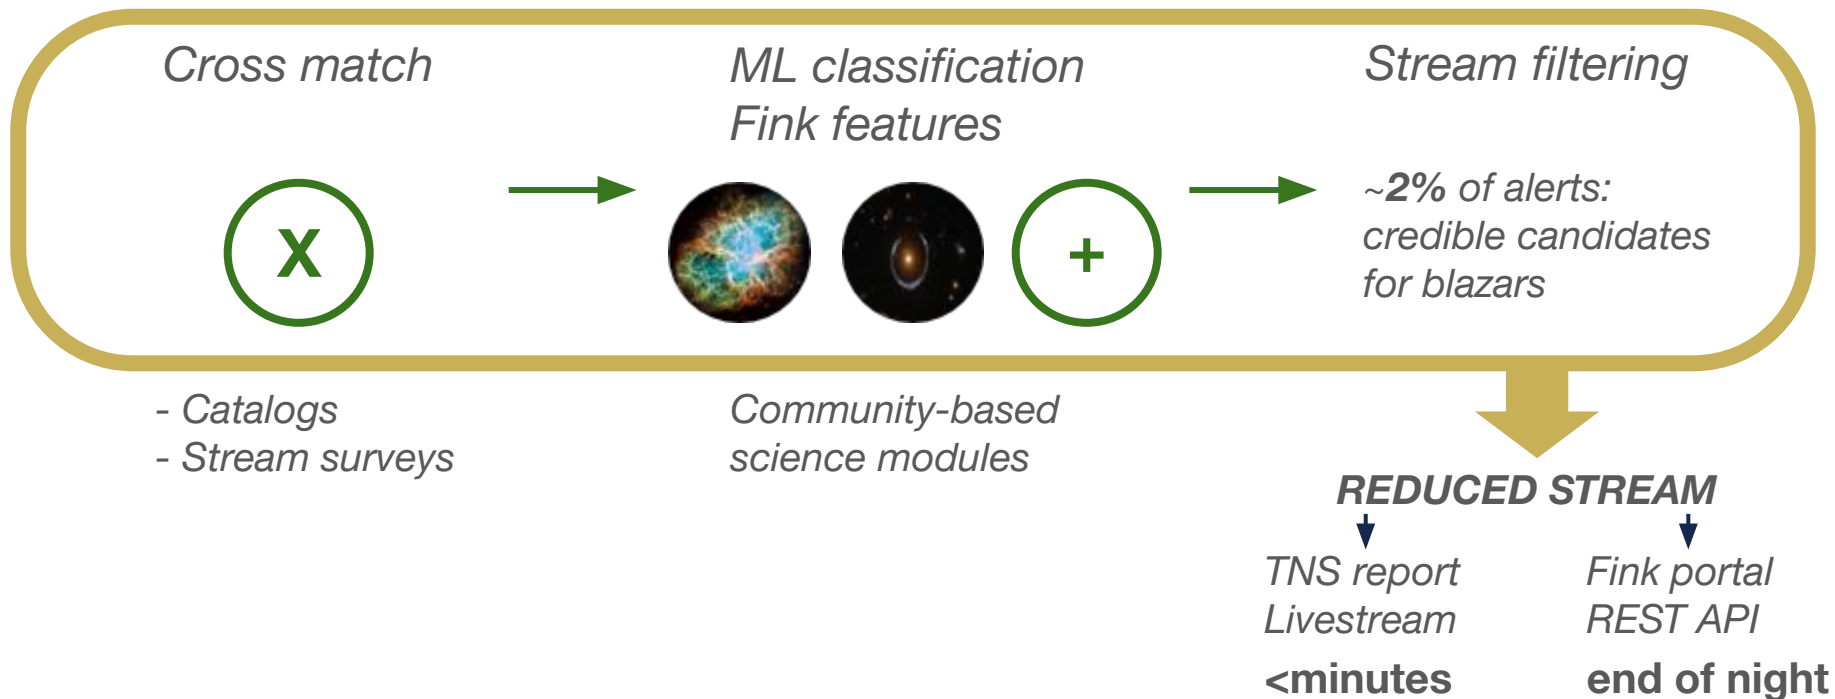 Cross match
ML classification
Fink features
Stream filtering
X
+
~2% of alerts:
credible candidates
for blazars
- Catalogs
- Stream surveys
Community-based
science modules
REDUCED STREAM
TNS report
Livestream
<minutes
Fink portal
REST API
end of night